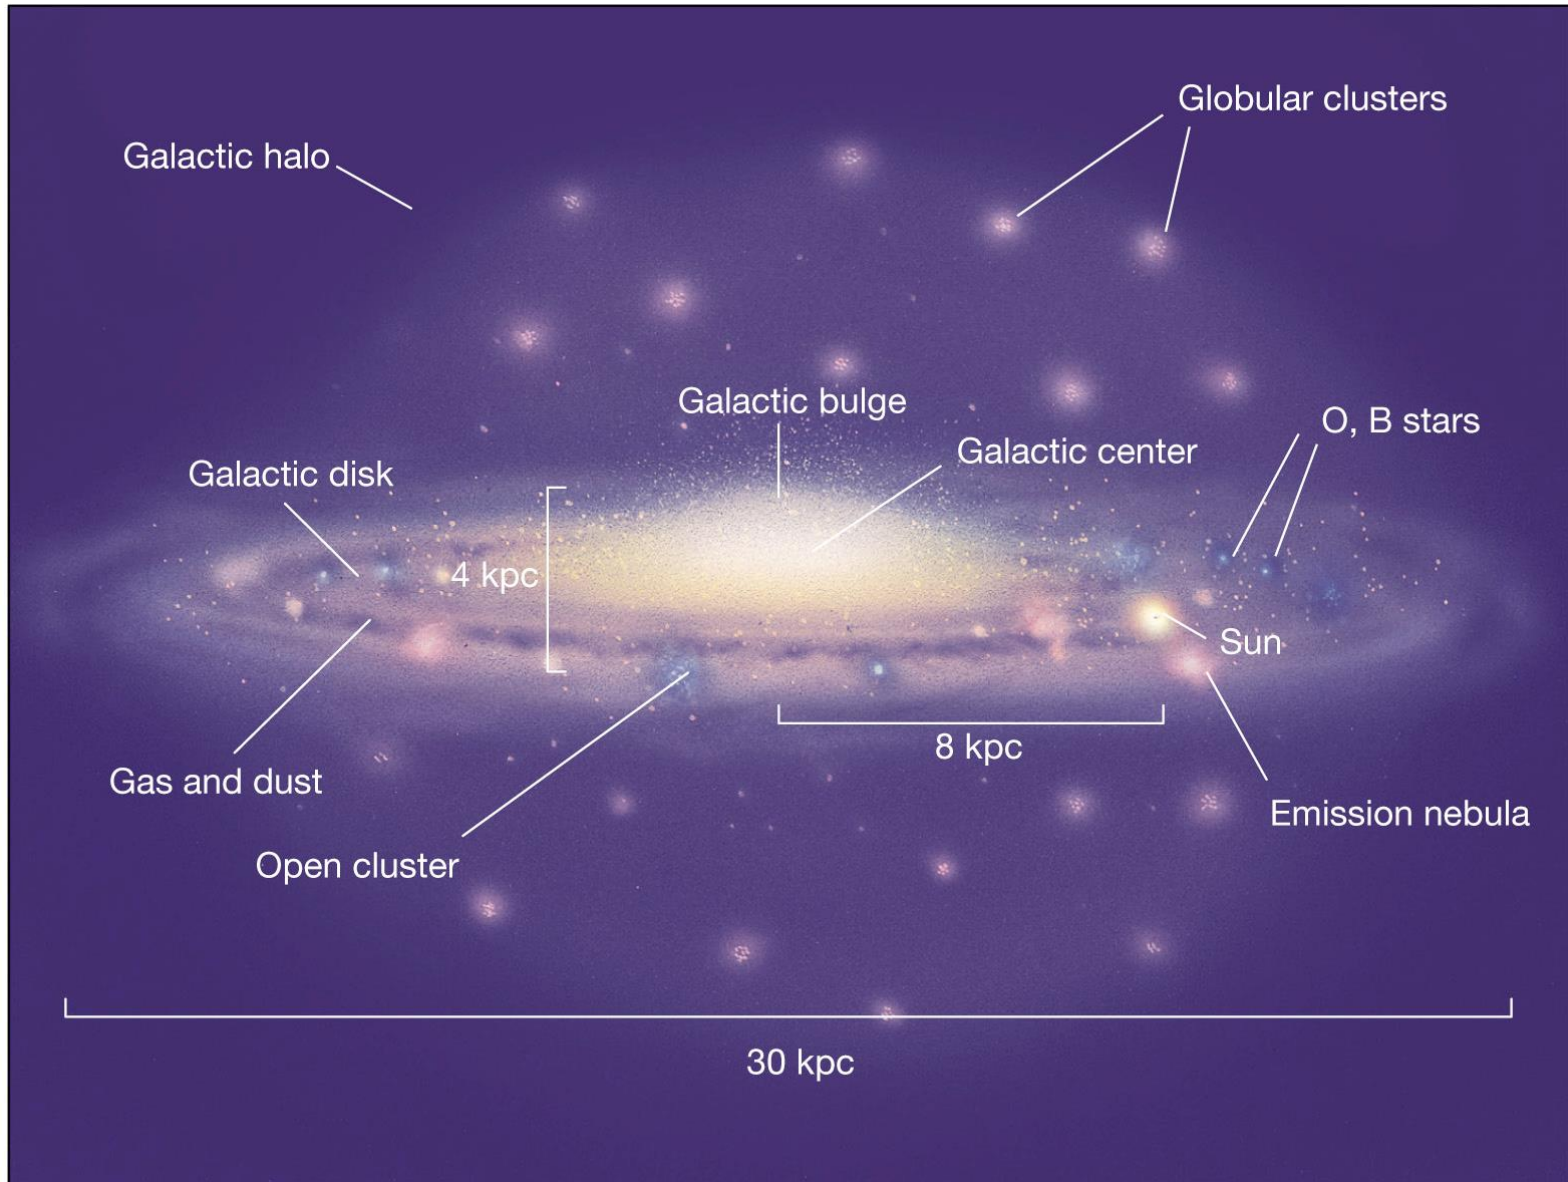 Globular clusters
Galactic halo
Galactic bulge
O, B stars
Galactic center
Galactic disk
4 kpc
Sun
8 kpc
Gas and dust
Emission nebula
Open cluster
30 kpc